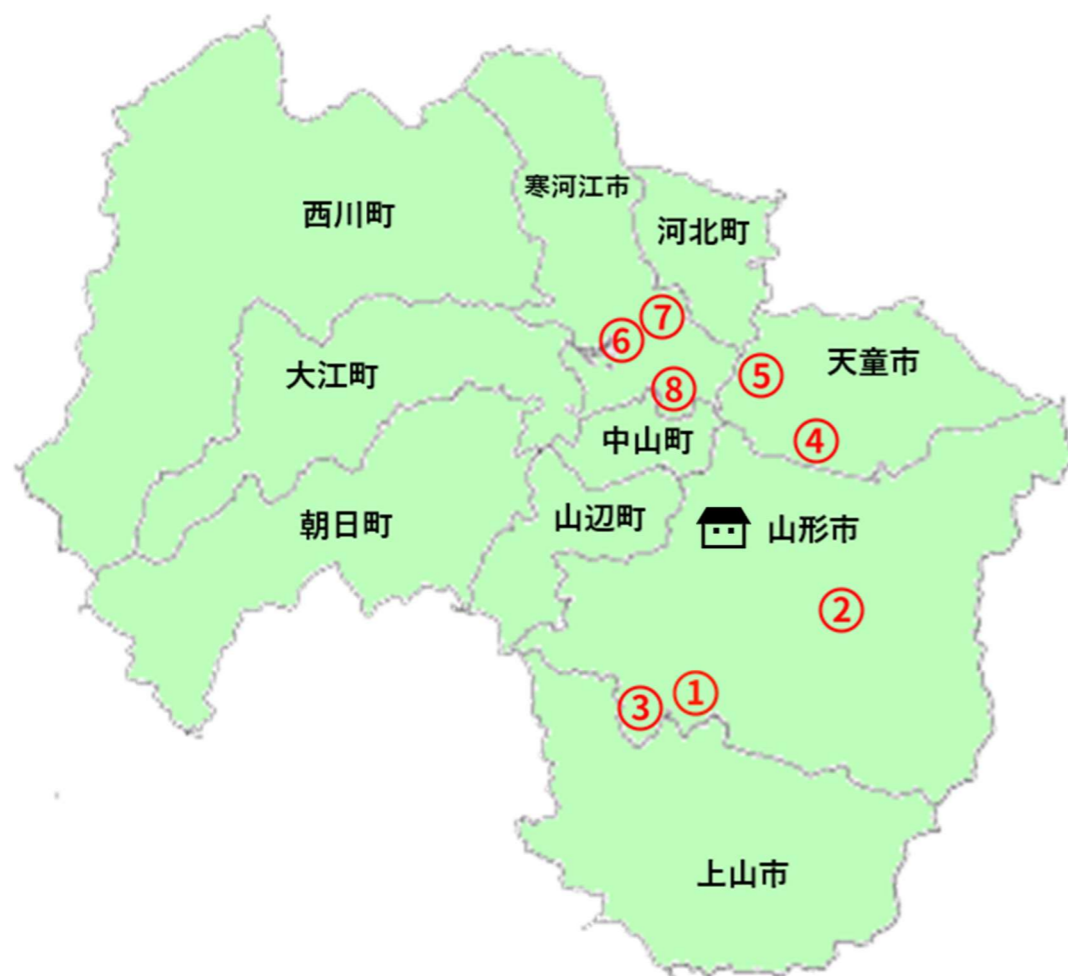 寒河江市
西川町
河北町
⑦
⑥
天童市
大江町
⑤
⑧
中山町
④
朝日町
山辺町
山形市
②
①
③
上山市